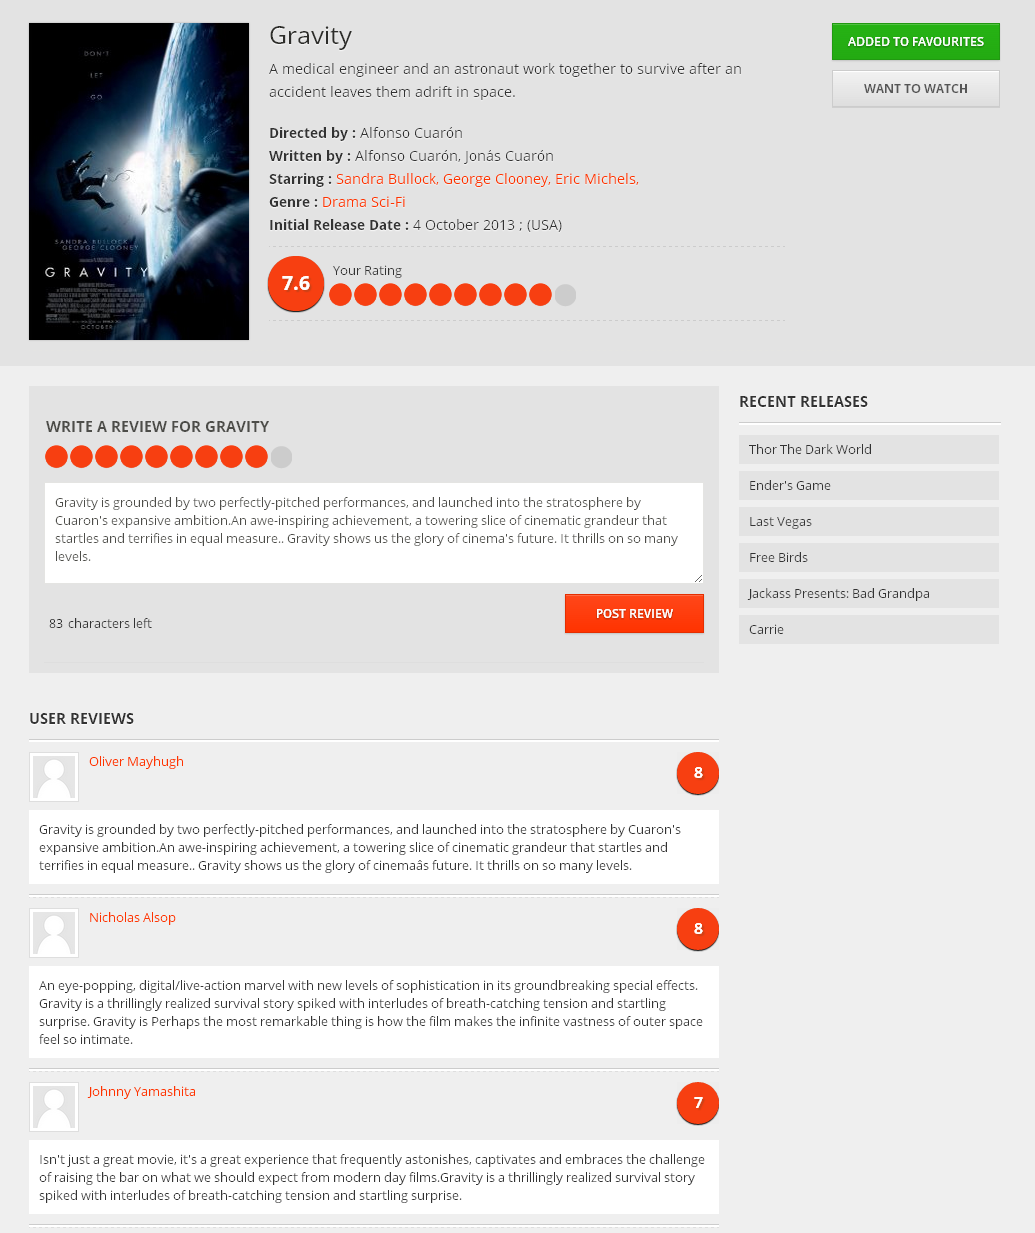 DON'T
LET
GO
SANDRA BULLOCK
GEORGE CLOONEY
GRAVITY
OCTOBER
Gravity
A medical engineer and an astronaut work together to survive after an
accident leaves them adrift in space.
Directed by : Alfonso Cuarón
Written by : Alfonso Cuarón, Jonás Cuarón
Starring : Sandra Bullock, George Clooney, Eric Michels,
Genre : Drama Sci-Fi
Initial Release Date : 4 October 2013 ; (USA)
7.6
Your Rating
ADDED TO FAVOURITES
WANT TO WATCH
WRITE A REVIEW FOR GRAVITY
Gravity is grounded by two perfectly-pitched performances, and launched into the stratosphere by
Cuaron's expansive ambition.An awe-inspiring achievement, a towering slice of cinematic grandeur that
startles and terrifies in equal measure.. Gravity shows us the glory of cinema's future. It thrills on so many
levels.
83 characters left
POST REVIEW
RECENT RELEASES
Thor The Dark World
Ender's Game
Last Vegas
Free Birds
Jackass Presents: Bad Grandpa
Carrie
USER REVIEWS
Oliver Mayhugh
8
Gravity is grounded by two perfectly-pitched performances, and launched into the stratosphere by Cuaron's
expansive ambition.An awe-inspiring achievement, a towering slice of cinematic grandeur that startles and
terrifies in equal measure.. Gravity shows us the glory of cinemaâs future. It thrills on so many levels.
Nicholas Alsop
8
An eye-popping, digital/live-action marvel with new levels of sophistication in its groundbreaking special effects.
Gravity is a thrillingly realized survival story spiked with interludes of breath-catching tension and startling
surprise. Gravity is Perhaps the most remarkable thing is how the film makes the infinite vastness of outer space
feel so intimate.
Johnny Yamashita
7
Isn't just a great movie, it's a great experience that frequently astonishes, captivates and embraces the challenge
of raising the bar on what we should expect from modern day films.Gravity is a thrillingly realized survival story
spiked with interludes of breath-catching tension and startling surprise.